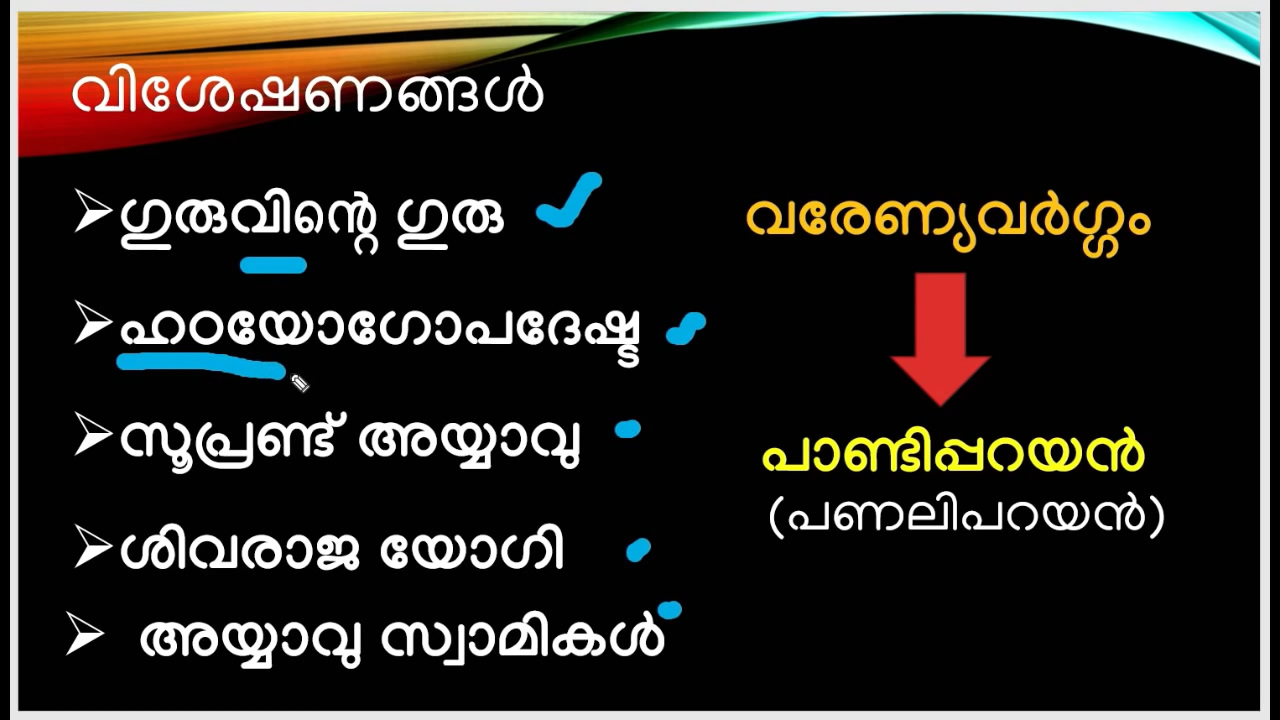 വിശേഷണങ്ങൾ
➢ഗുരുവിന്റെ ഗുരു
➢ഹഠയോഗോപദേഷ്ട
➢സൂപ്രണ്ട് അയ്യാവു
➢ശിവരാജ യോഗി
➢ അയ്യാവു സ്വാമികൾ
വരേണ്യവർഗ്ഗം
പാണ്ടിപ്പറയൻ
(പണലിപറയൻ)